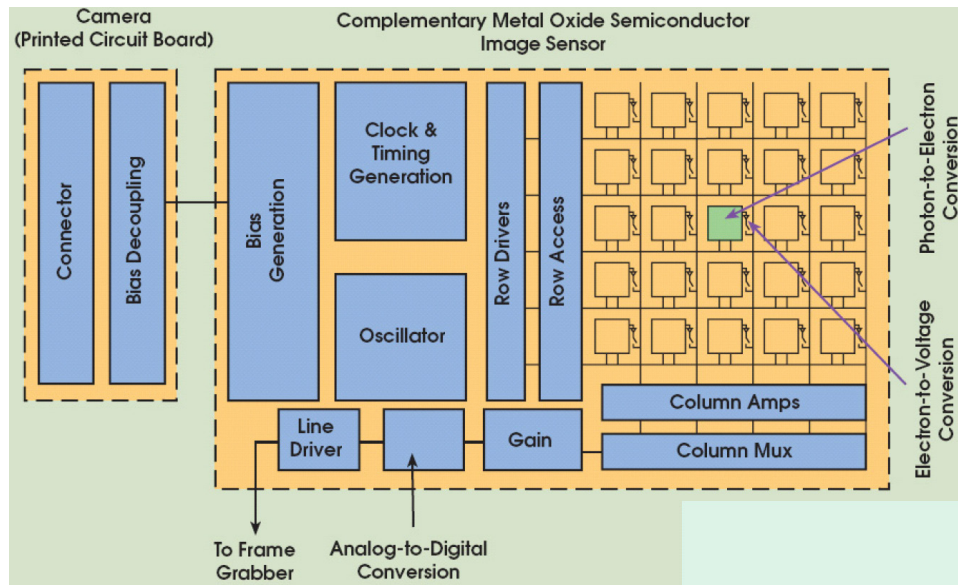 Camera
(Printed Circuit Board)
Complementary Metal Oxide Semiconductor
Image Sensor
Connector
Bias Decoupling
Bias
Generation
Clock &
Timing
Generation
Oscillator
Row Drivers
Row Access
Photon-to-Electron
Conversion
Electron-to-Voltage
Conversion
Column Amps
Column Mux
Line
Driver
Gain
To Frame
Grabber
Analog-to-Digital
Conversion